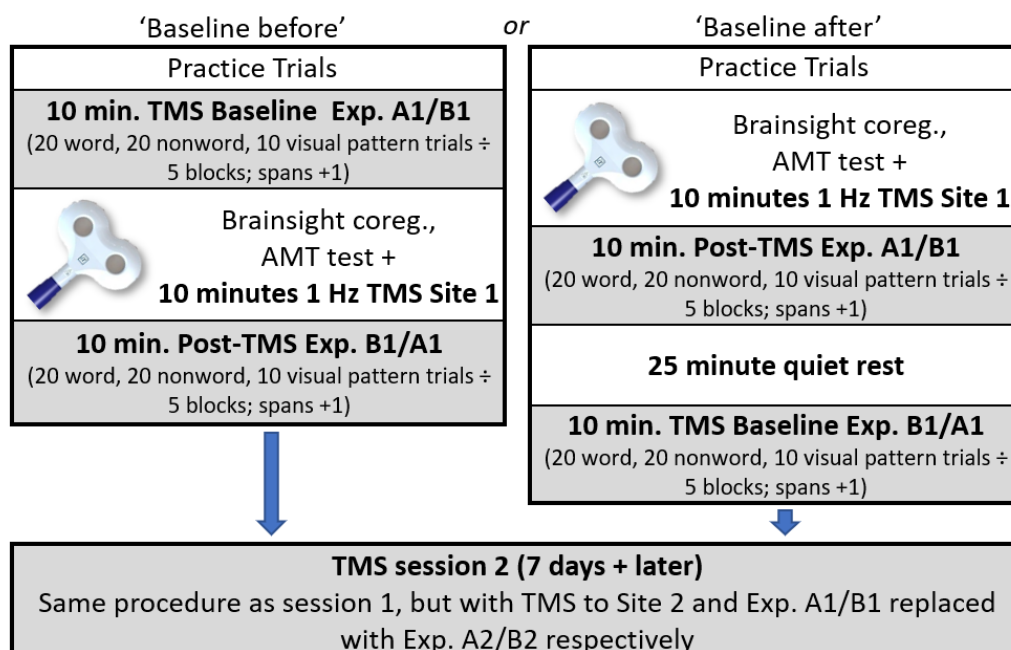 'Baseline before'
or
'Baseline after'
Practice Trials
10 min. TMS Baseline Exp. A1/B1
(20 word, 20 nonword, 10 visual pattern trials ÷
5 blocks; spans +1)
Brainsight coreg.,
AMT test +
10 minutes 1 Hz TMS Site 1
10 min. Post-TMS Exp. B1/A1
(20 word, 20 nonword, 10 visual pattern trials ÷
5 blocks; spans +1)
Practice Trials
Brainsight coreg.,
AMT test +
10 minutes 1 Hz TMS Site 1
10 min. Post-TMS Exp. A1/B1
(20 word, 20 nonword, 10 visual pattern trials ÷
5 blocks; spans +1)
25 minute quiet rest
10 min. TMS Baseline Exp. B1/A1
(20 word, 20 nonword, 10 visual pattern trials ÷
5 blocks; spans +1)
TMS session 2 (7 days + later)
Same procedure as session 1, but with TMS to Site 2 and Exp. A1/B1 replaced
with Exp. A2/B2 respectively